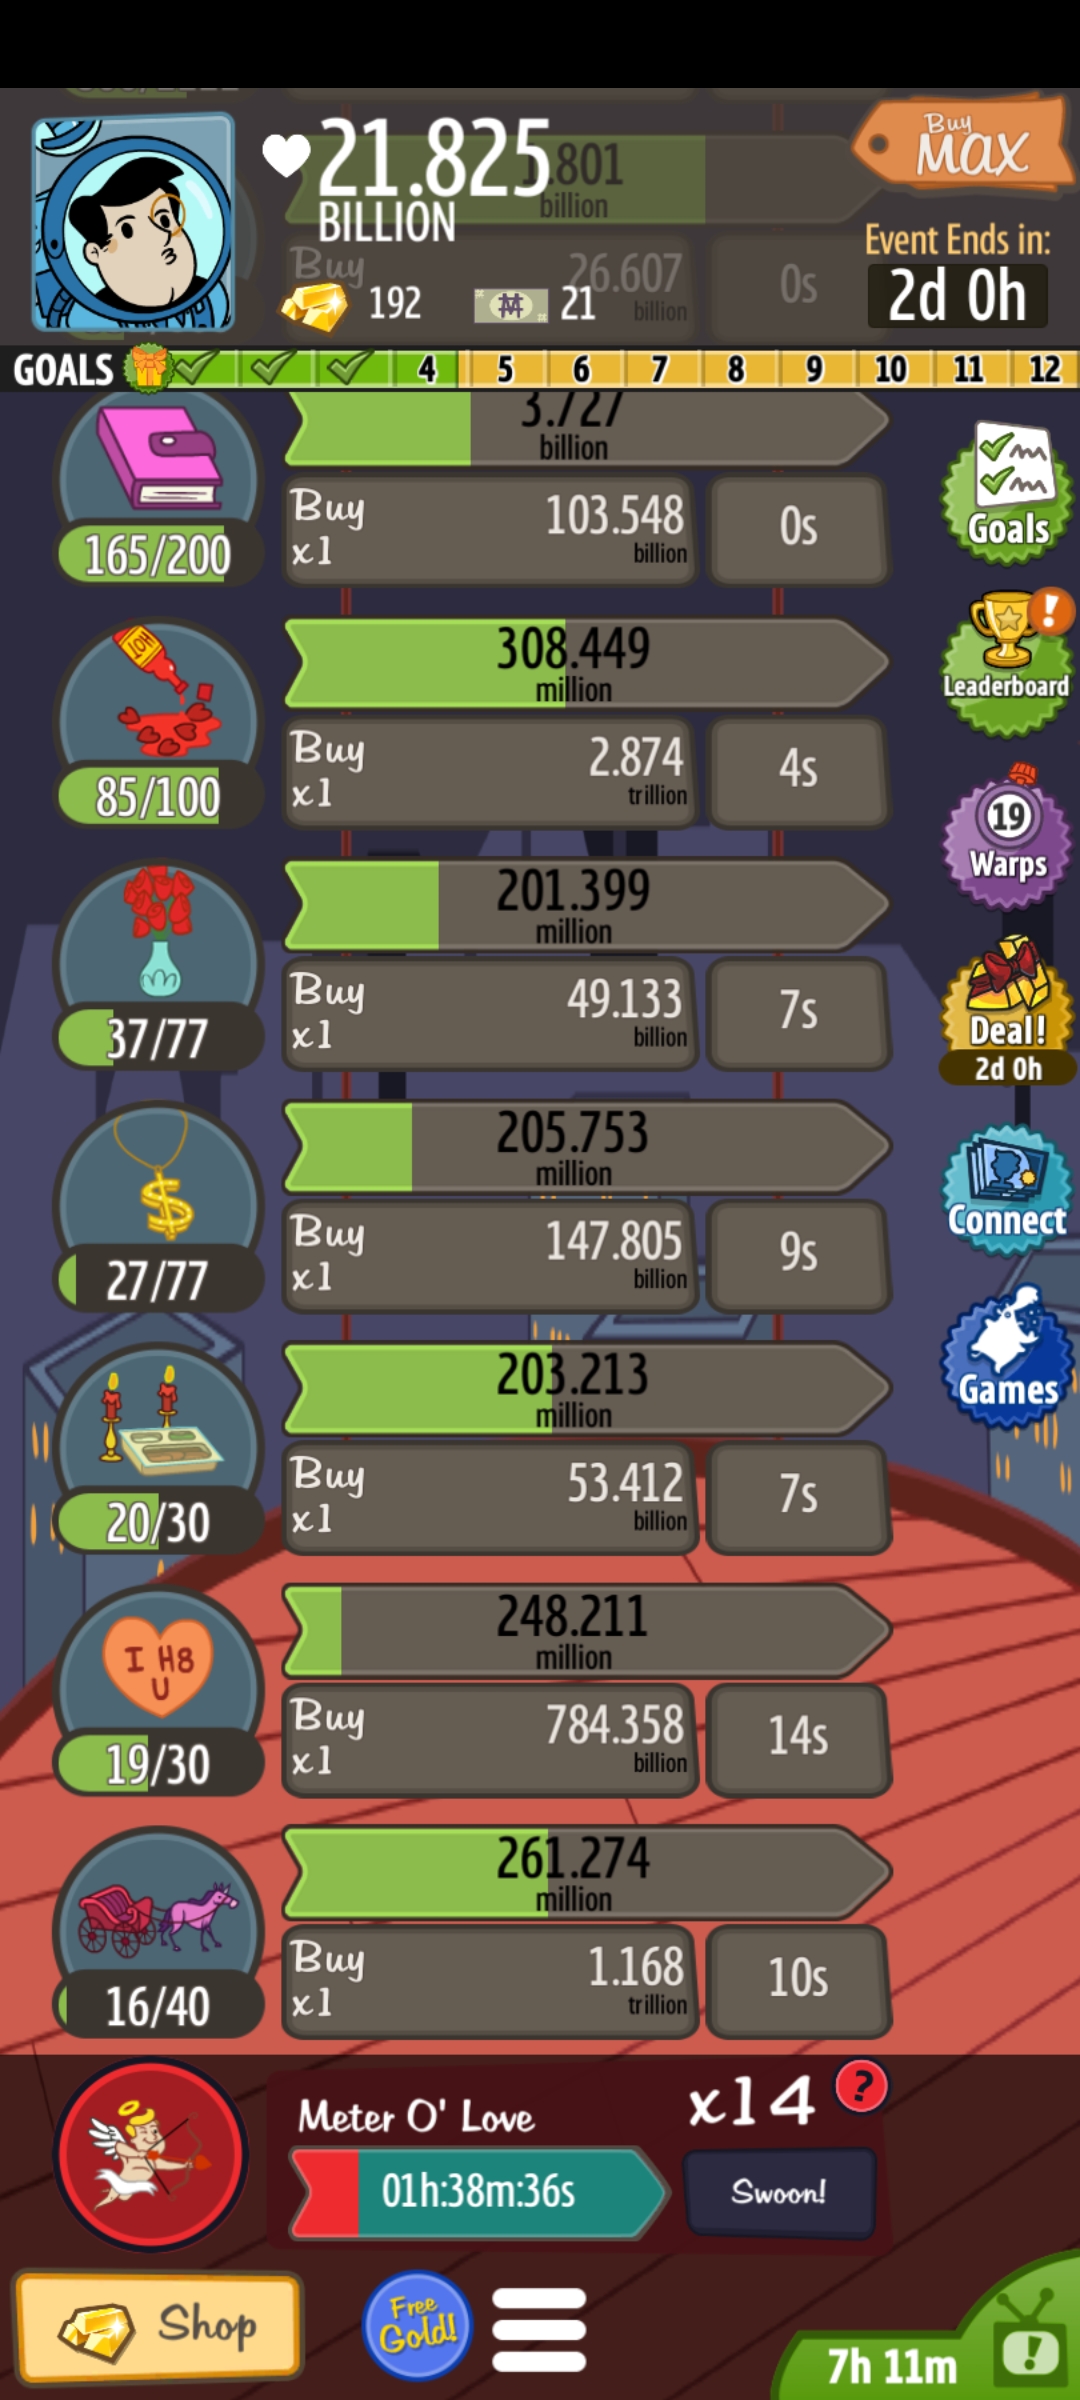 21.825
BILLION
.801
billion
Buy
MAX
Buy
26.607
billion
0s
192
21
Event Ends in:
2d 0h
GOALS
4
5
6
7
8
9
10
11
12
3.727
billion
Buy
x1
103.548
billion
0s
165/200
Goals
HOT
308.449
million
Buy
x1
2.874
trillion
4s
85/100
!
Leaderboard
19
Warps
201.399
million
Buy
x1
49.133
billion
7s
37/77
Deal!
2d 0h
205.753
million
Buy
x1
147.805
billion
9s
$
27/77
Connect
203.213
million
Buy
x1
53.412
billion
7s
20/30
Games
I H8
U
248.211
million
Buy
x1
784.358
billion
14s
19/30
261.274
million
Buy
x1
1.168
trillion
10s
16/40
Meter O' Love
x14
?
01h:38m:36s
Swoon!
Shop
Free
Gold!
7h 11m
!